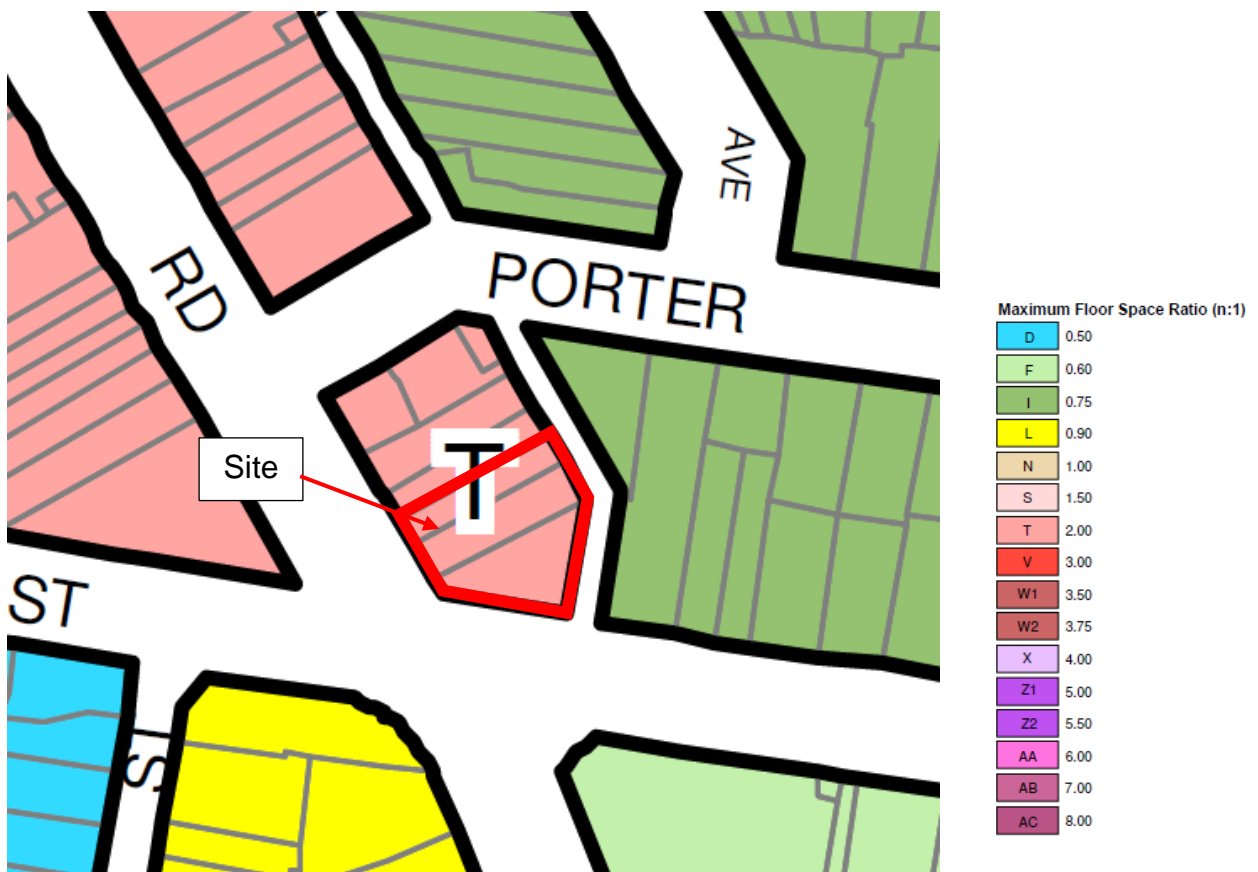 AVE
RD
PORTER
T
Site
ST
S
Maximum Floor Space Ratio (n:1)
D 0.50
F 0.60
I 0.75
L 0.90
N 1.00
S 1.50
T 2.00
V 3.00
W1 3.50
W2 3.75
X 4.00
Z1 5.00
Z2 5.50
AA 6.00
AB 7.00
AC 8.00